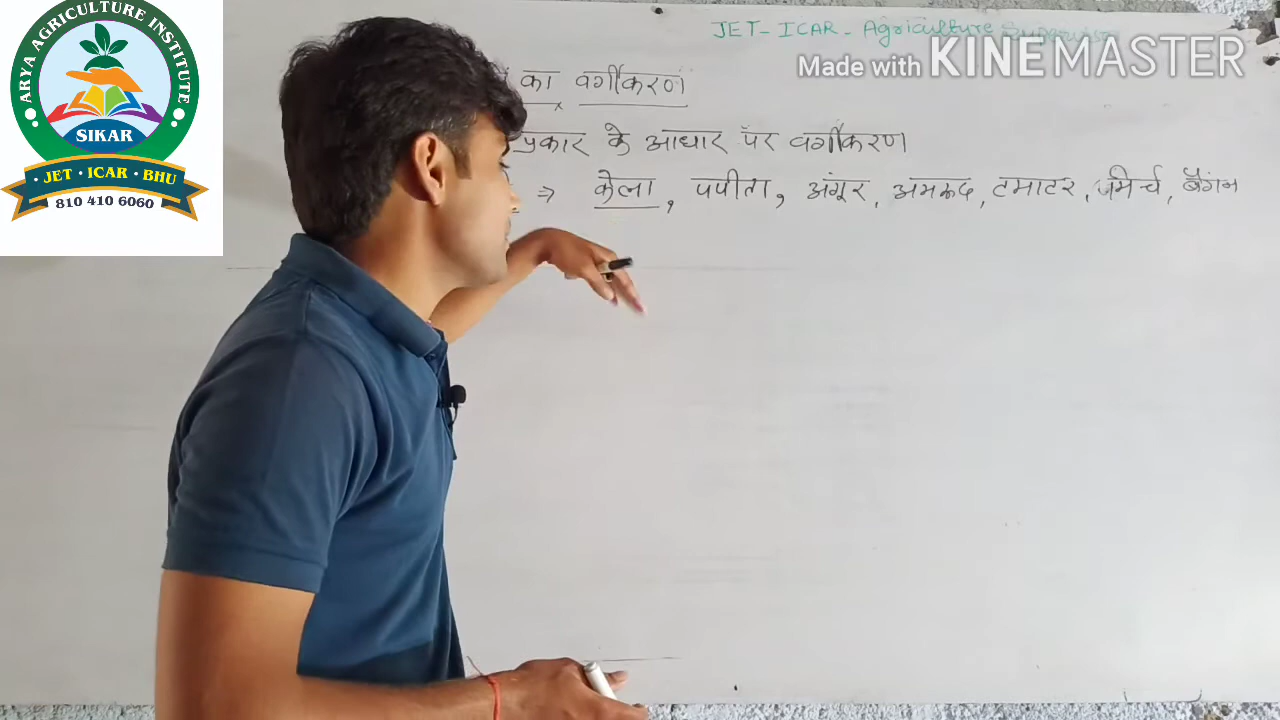 ARYA AGRICULTURE INSTITUTE
SIKAR
· JET · ICAR · BHU ·
810 410 6060
JET - ICAR - Agriculture Supervisor
Made with KINEMASTER
का वर्गीकरण
प्रकार के आधार पर वर्गीकरण
⇒ केला, पपीता, अंगूर, अमरूद, टमाटर, मिर्च, बैंगन